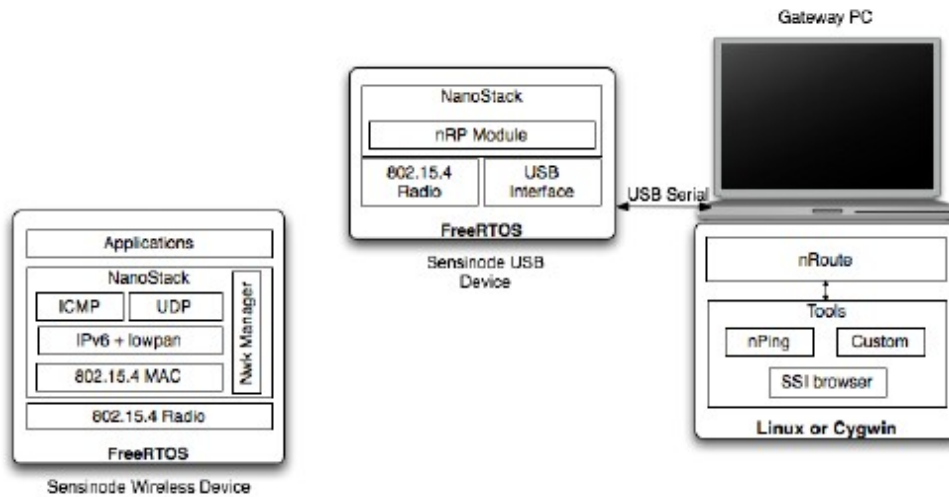 Gateway PC
NanoStack
nRP Module
802.15.4
Radio
USB
Interface
FreeRTOS
Sensinode USB
Device
USB Serial
nRoute
Tools
nPing
Custom
SSI browser
Linux or Cygwin
Applications
NanoStack
ICMP
UDP
IPv6 + lowpan
802.15.4 MAC
Nwk Manager
802.15.4 Radio
FreeRTOS
Sensinode Wireless Device